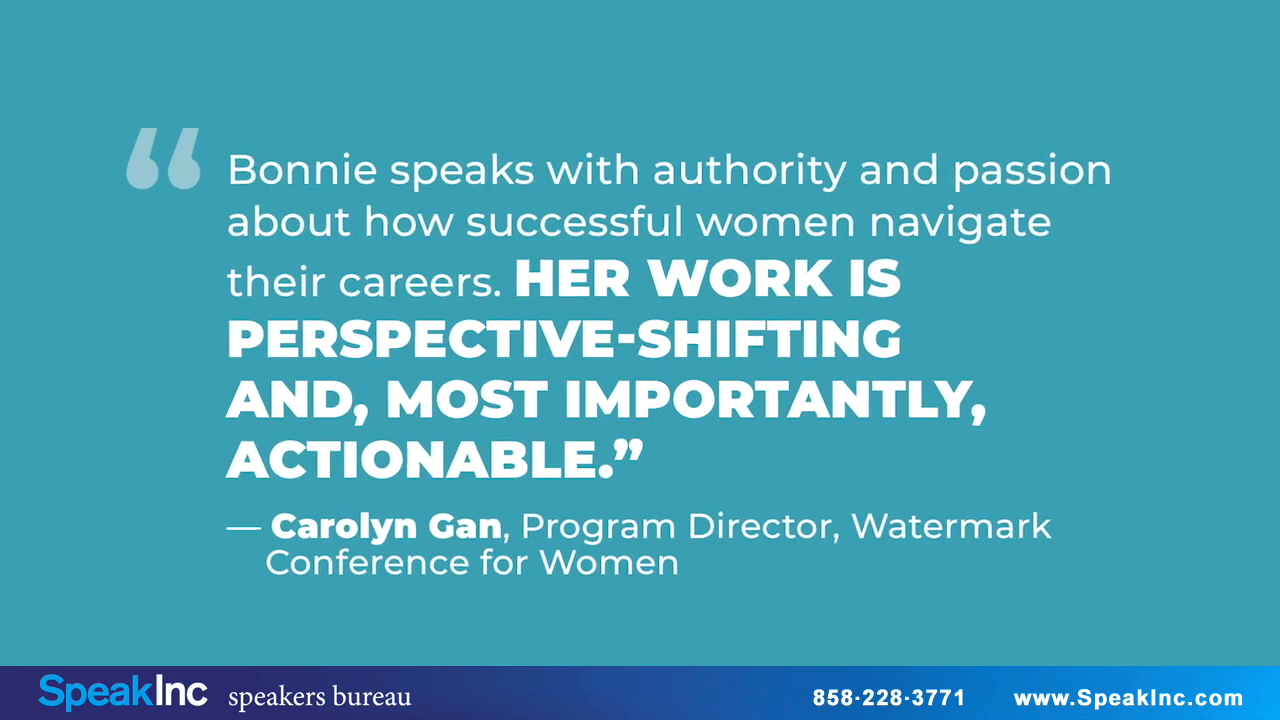 “Bonnie speaks with authority and passion
about how successful women navigate
their careers. HER WORK IS
PERSPECTIVE-SHIFTING
AND, MOST IMPORTANTLY,
ACTIONABLE.”
— Carolyn Gan, Program Director, Watermark
Conference for Women
SpeakInc speakers bureau 858-228-3771 www.SpeakInc.com